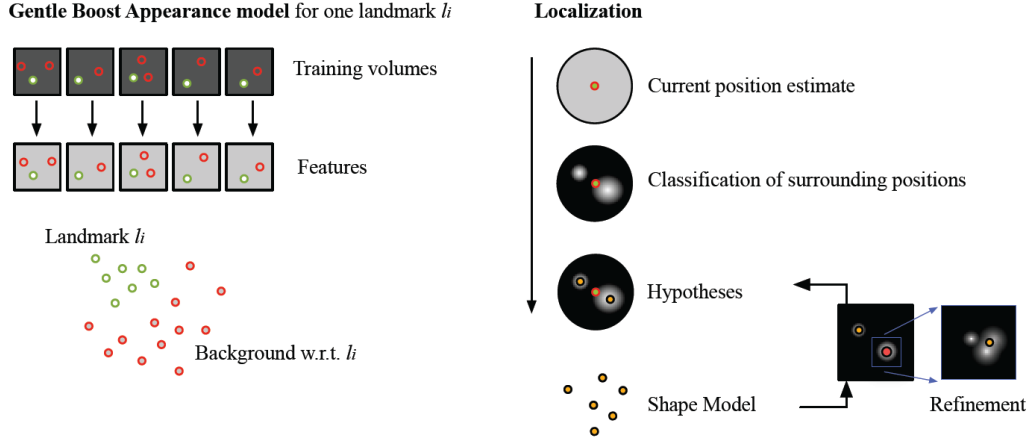 Gentle Boost Appearance model for one landmark li
Training volumes
Features
Landmark li
Background w.r.t. li
Localization
Current position estimate
Classification of surrounding positions
Hypotheses
Shape Model
Refinement